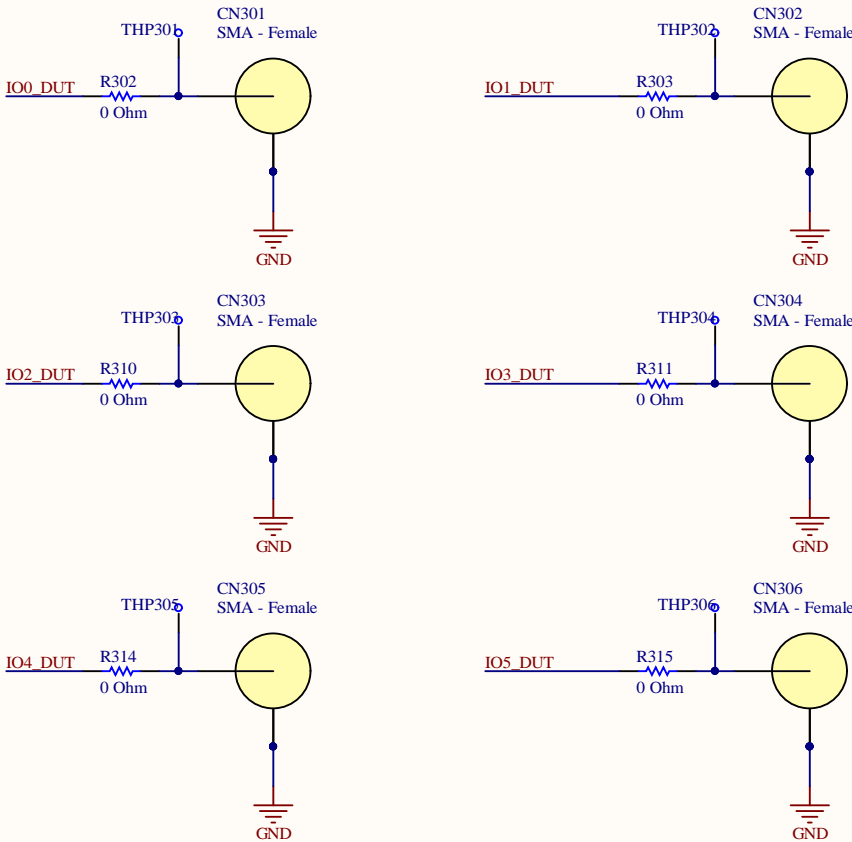 CN301
THP301
SMA - Female
IO0_DUT
R302
0 Ohm
GND
CN302
THP302
SMA - Female
IO1_DUT
R303
0 Ohm
GND
CN303
THP303
SMA - Female
IO2_DUT
R310
0 Ohm
GND
CN304
THP304
SMA - Female
IO3_DUT
R311
0 Ohm
GND
CN305
THP305
SMA - Female
IO4_DUT
R314
0 Ohm
GND
CN306
THP306
SMA - Female
IO5_DUT
R315
0 Ohm
GND